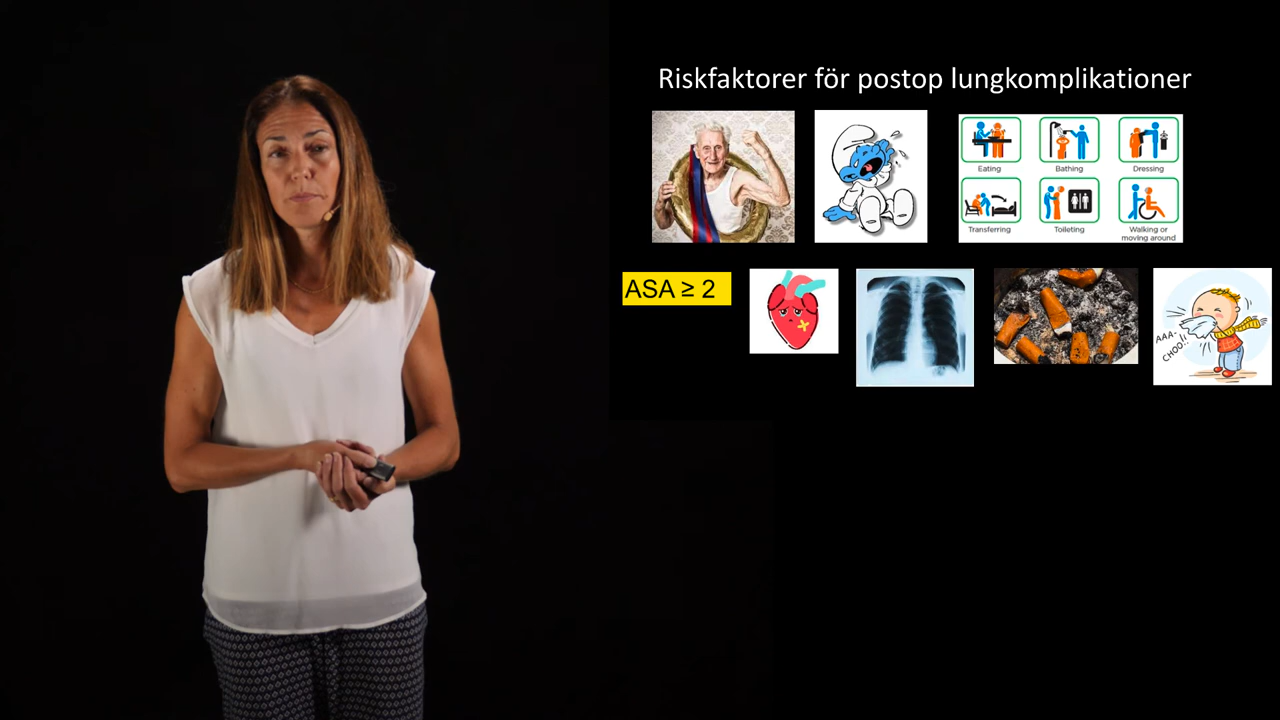 Riskfaktorer för postop lungkomplikationer
Eating
Bathing
Dressing
Transferring
Toileting
Walking or
moving around
ASA ≥ 2
AAA-
CHOO!!